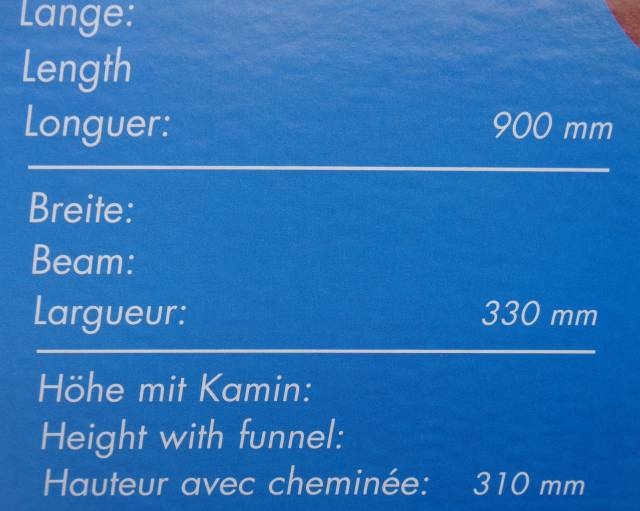 Länge:
Length
Longuer: 900 mm
Breite:
Beam:
Largueur: 330 mm
Höhe mit Kamin:
Height with funnel:
Hauteur avec cheminée: 310 mm